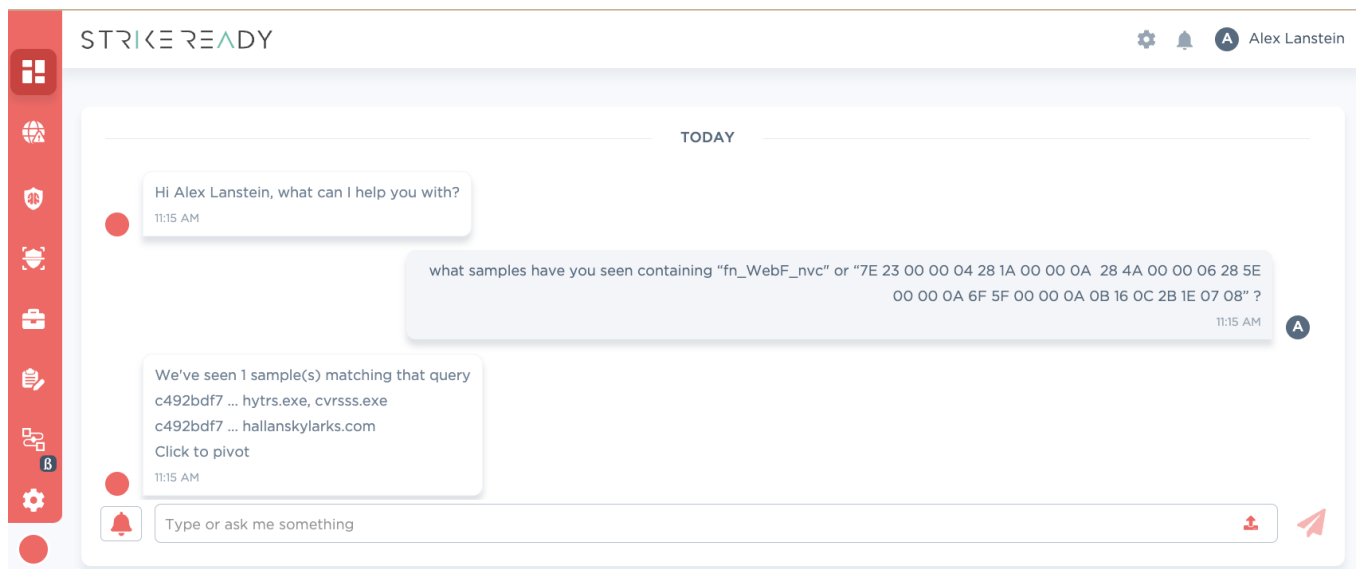 STRIKE READY
A Alex Lanstein
TODAY
Hi Alex Lanstein, what can I help you with?
11:15 AM
what samples have you seen containing “fn_WebF_nvc" or “7E 23 00 00 04 28 1A 00 00 0A  28 4A 00 00 06 28 5E
00 00 0A 6F 5F 00 00 0A 0B 16 0C 2B 1E 07 08” ?
11:15 AM
A
We've seen 1 sample(s) matching that query
c492bdf7 ... hytrs.exe, cvrsss.exe
c492bdf7 ... hallanskylarks.com
Click to pivot
11:15 AM
ß
Type or ask me something